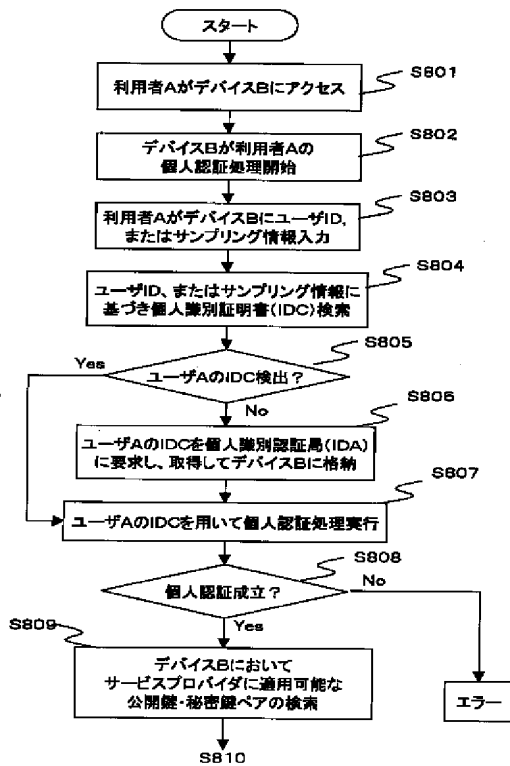 スタート
S801
利用者AがデバイスBにアクセス
S802
デバイスBが利用者Aの
個人認証処理開始
S803
利用者AがデバイスBにユーザID,
またはサンプリング情報入力
S804
ユーザID、またはサンプリング情報に
基づき個人識別証明書(IDC)検索
S805
Yes
ユーザAのIDC検出？
No
S806
ユーザAのIDCを個人識別認証局(IDA)
に要求し、取得してデバイスBに格納
S807
ユーザAのIDCを用いて個人認証処理実行
S808
個人認証成立？
No
Yes
S809
デバイスBにおいて
サービスプロバイダに適用可能な
公開鍵・秘密鍵ペアの検索
エラー
S810